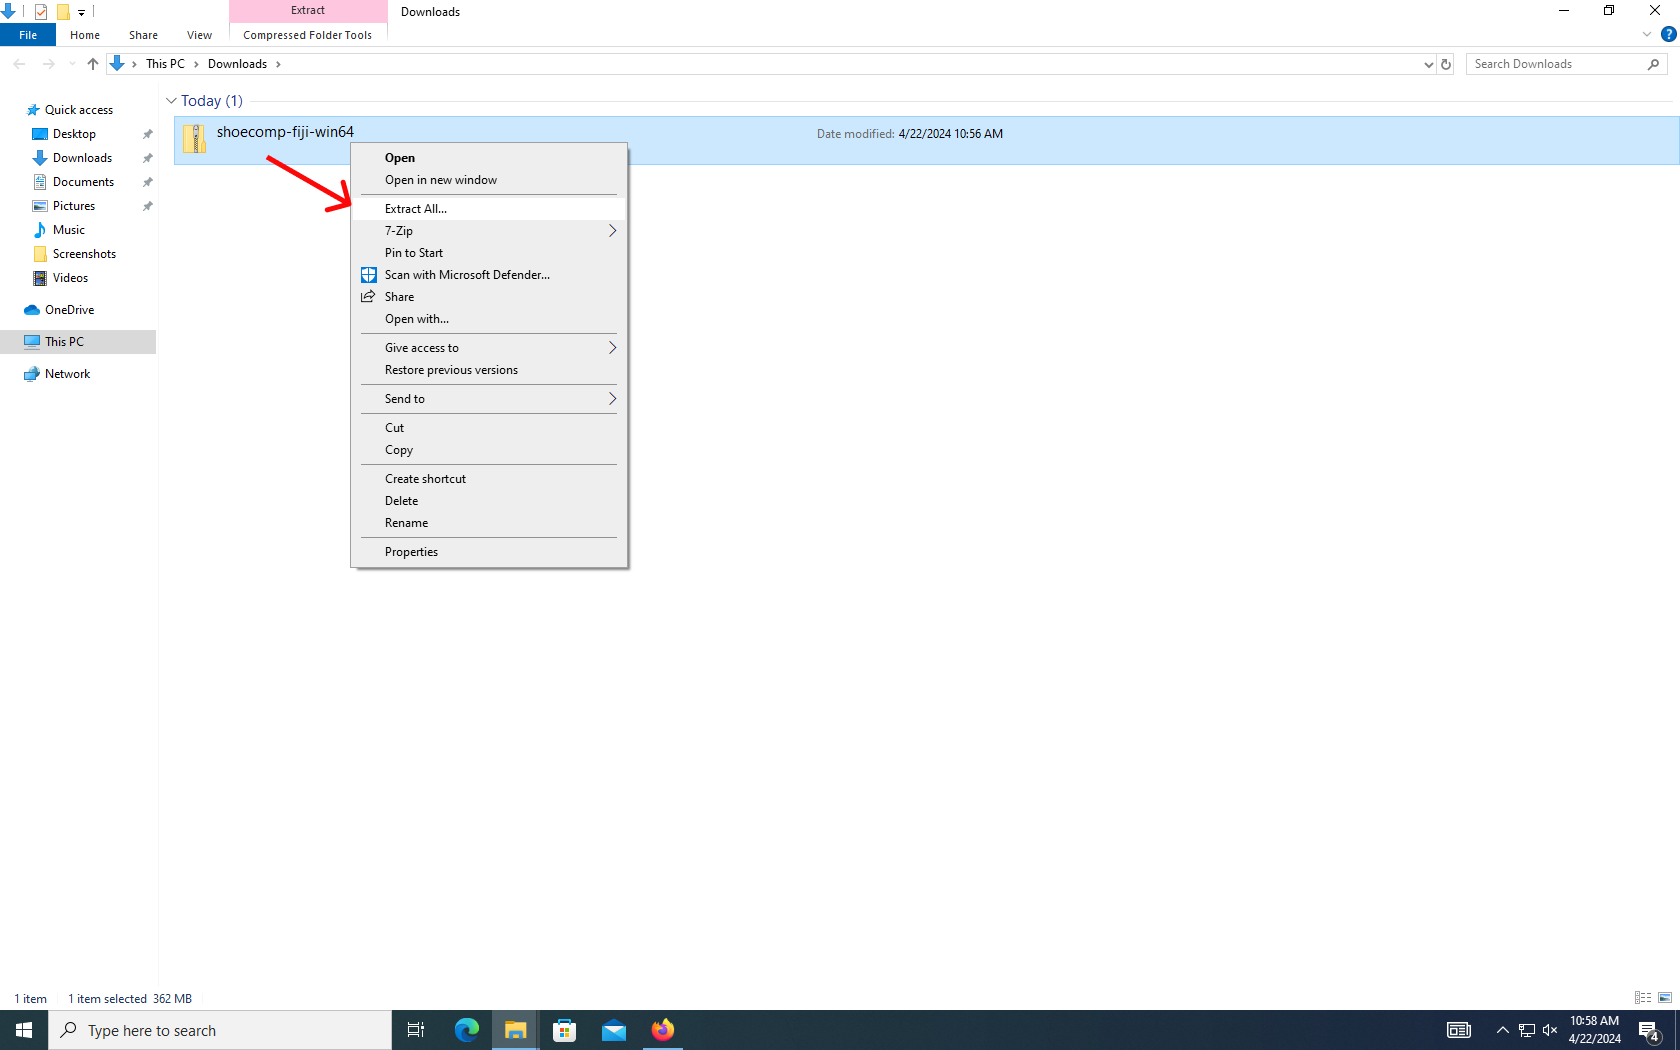 Extract
Downloads
File
Home
Share
View
Compressed Folder Tools
?
This PC
Downloads
Search Downloads
Today (1)
Quick access
Desktop
Downloads
Documents
Pictures
Music
Screenshots
Videos
OneDrive
This PC
Network
shoecomp-fiji-win64
Date modified: 4/22/2024 10:56 AM
Open
Open in new window
Extract All...
7-Zip
Pin to Start
Scan with Microsoft Defender...
Share
Open with...
Give access to
Restore previous versions
Send to
Cut
Copy
Create shortcut
Delete
Rename
Properties
1 item
1 item selected 362 MB
Type here to search
10:58 AM
4/22/2024
4